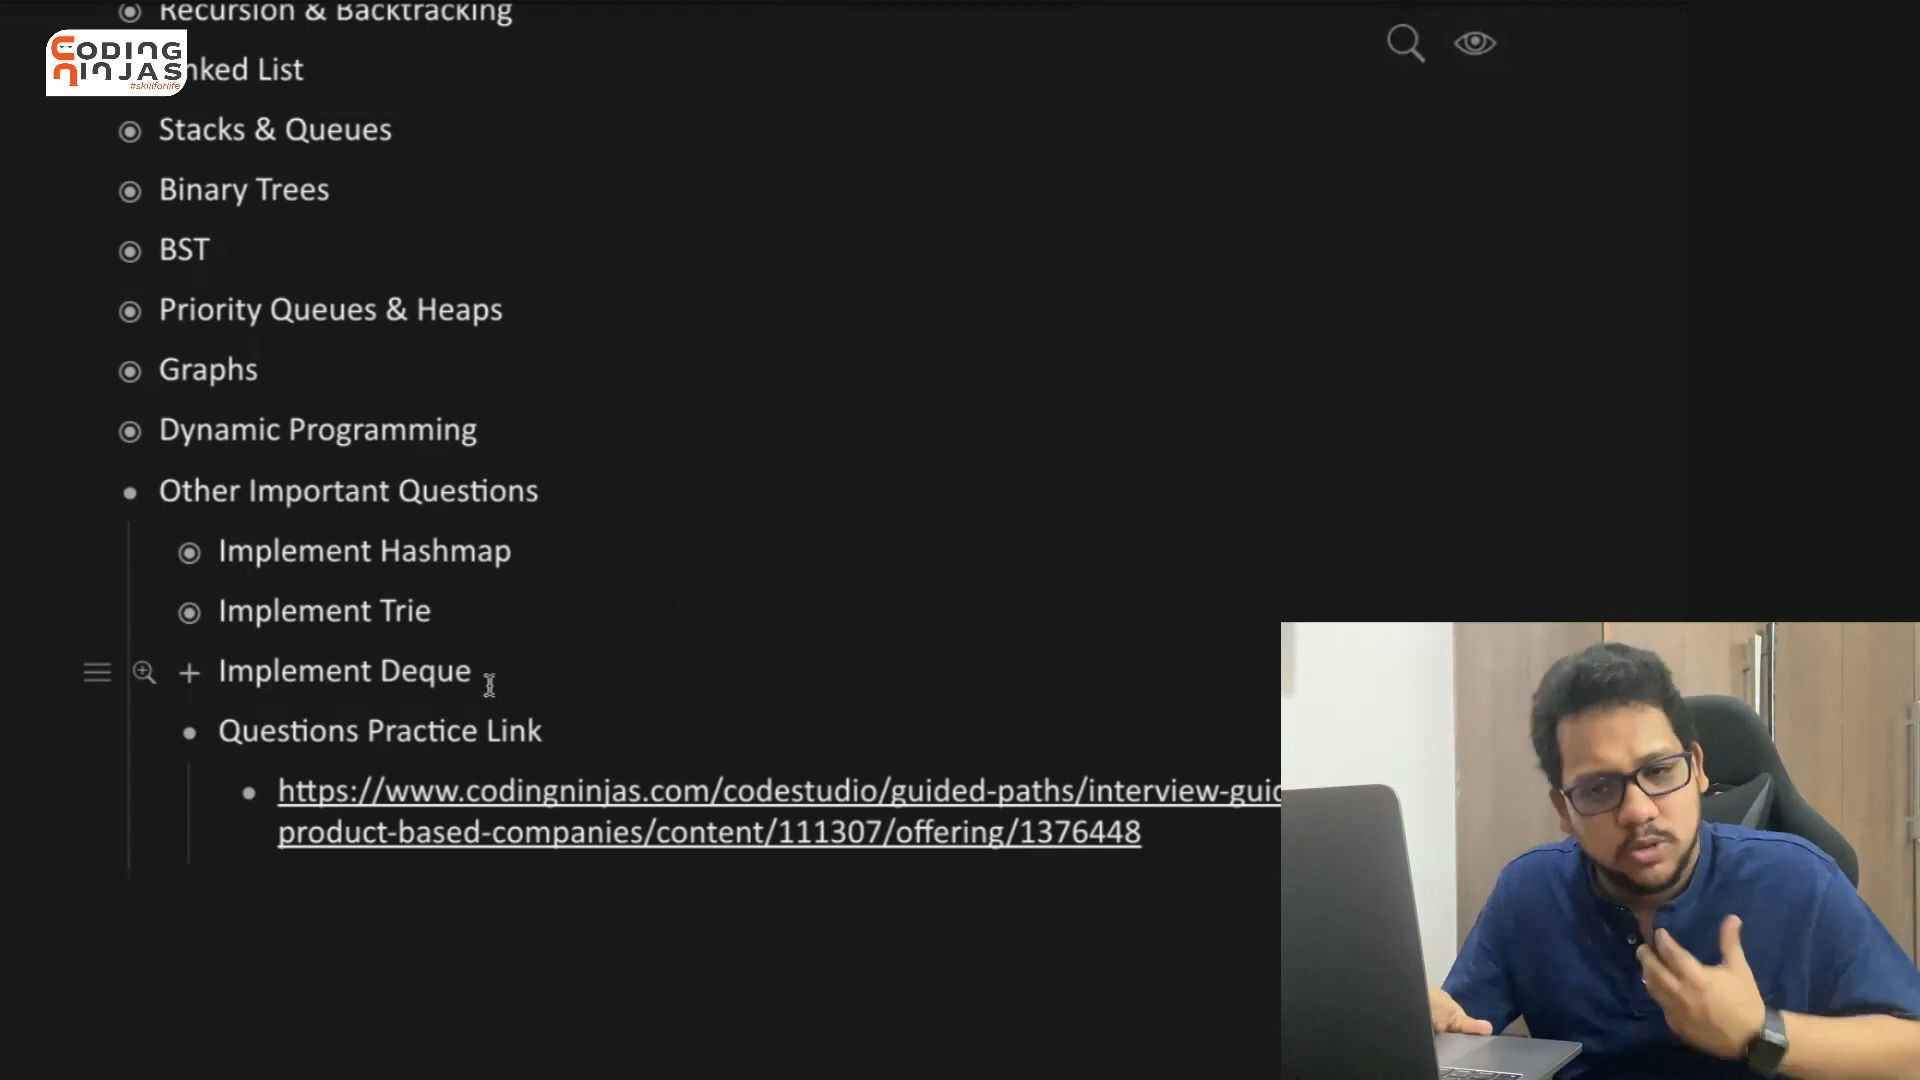 Recursion & Backtracking
CODING
NINJAS
#skillforlife
nked List
Stacks & Queues
Binary Trees
BST
Priority Queues & Heaps
Graphs
Dynamic Programming
Other Important Questions
Implement Hashmap
Implement Trie
Implement Deque
Questions Practice Link
https://www.codingninjas.com/codestudio/guided-paths/interview-guid
product-based-companies/content/111307/offering/1376448